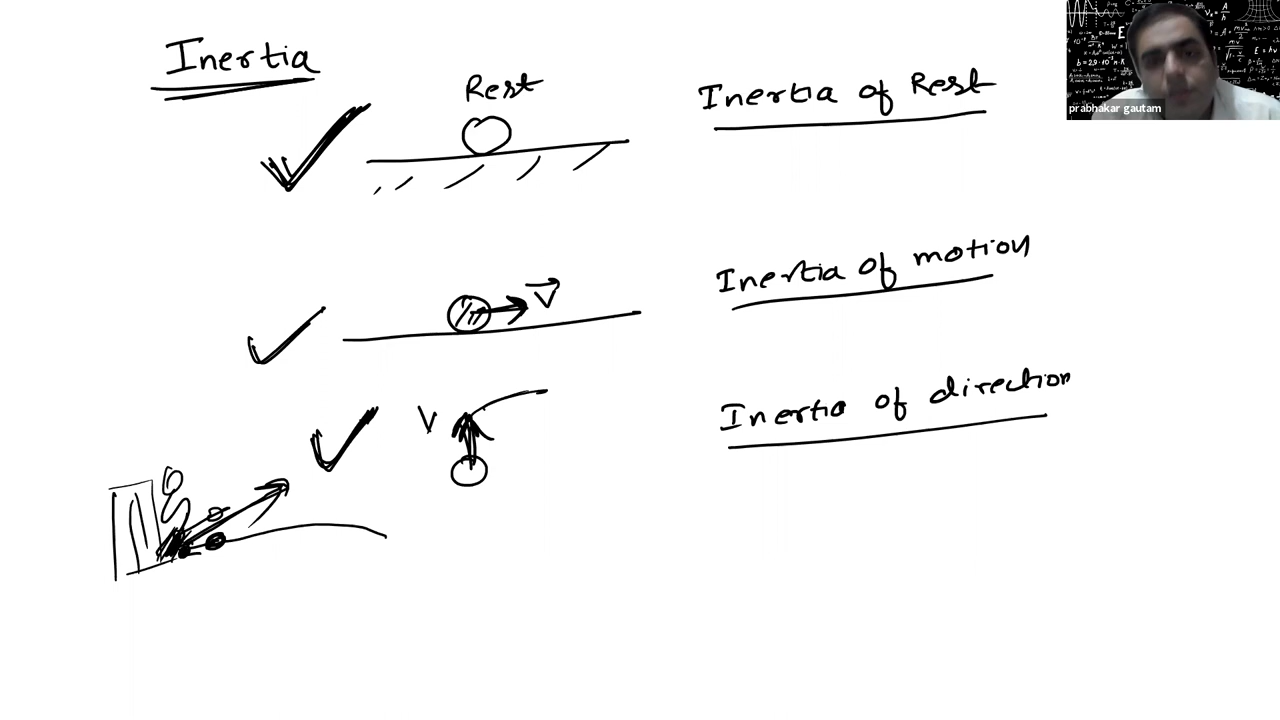 Inertia
Rest
Inertia of Rest
V
Inertia of motion
V
Inertia of direction
prabhakar gautam